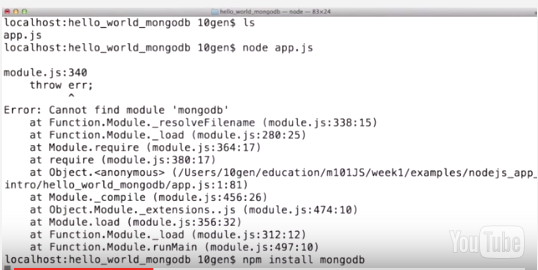 hello_world_mongodb — node — 83×24
localhost:hello_world_mongodb 10gen$ ls
app.js
localhost:hello_world_mongodb 10gen$ node app.js
module.js:340
    throw err;
          ^
Error: Cannot find module 'mongodb'
    at Function.Module._resolveFilename (module.js:338:15)
    at Function.Module._load (module.js:280:25)
    at Module.require (module.js:364:17)
    at require (module.js:380:17)
    at Object.<anonymous> (/Users/10gen/education/m101JS/week1/examples/nodejs_app_
intro/hello_world_mongodb/app.js:1:81)
    at Module._compile (module.js:456:26)
    at Object.Module._extensions..js (module.js:474:10)
    at Module.load (module.js:356:32)
    at Function.Module._load (module.js:312:12)
    at Function.Module.runMain (module.js:497:10)
localhost:hello_world_mongodb 10gen$ npm install mongodb
YouTube